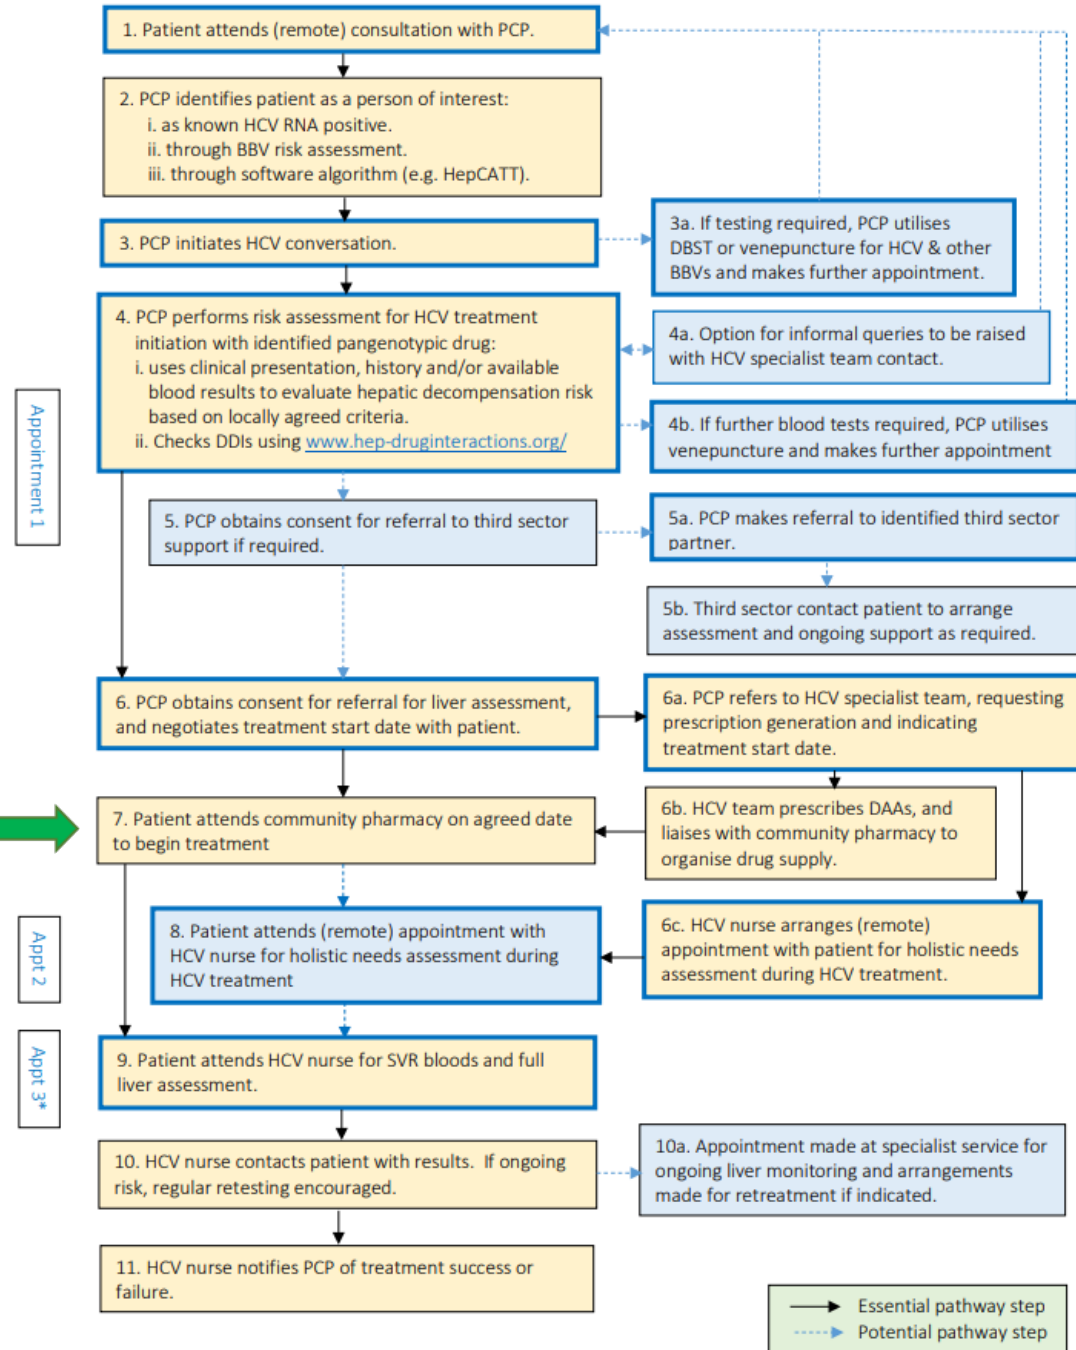 1. Patient attends (remote) consultation with PCP.
2. PCP identifies patient as a person of interest:
i. as known HCV RNA positive.
ii. through BBV risk assessment.
iii. through software algorithm (e.g. HepCATT).
3. PCP initiates HCV conversation.
3a. If testing required, PCP utilises
DBST or venepuncture for HCV & other
BBVs and makes further appointment.
4. PCP performs risk assessment for HCV treatment
initiation with identified pangenotypic drug:
i. uses clinical presentation, history and/or available
blood results to evaluate hepatic decompensation risk
based on locally agreed criteria.
ii. Checks DDIs using www.hep-druginteractions.org/
4a. Option for informal queries to be raised
with HCV specialist team contact.
4b. If further blood tests required, PCP utilises
venepuncture and makes further appointment
Appointment 1
5. PCP obtains consent for referral to third sector
support if required.
5a. PCP makes referral to identified third sector
partner.
5b. Third sector contact patient to arrange
assessment and ongoing support as required.
6. PCP obtains consent for referral for liver assessment,
and negotiates treatment start date with patient.
6a. PCP refers to HCV specialist team, requesting
prescription generation and indicating
treatment start date.
7. Patient attends community pharmacy on agreed date
to begin treatment
6b. HCV team prescribes DAAs, and
liaises with community pharmacy to
organise drug supply.
Appt 2
8. Patient attends (remote) appointment with
HCV nurse for holistic needs assessment during
HCV treatment
6c. HCV nurse arranges (remote)
appointment with patient for holistic needs
assessment during HCV treatment.
Appt 3*
9. Patient attends HCV nurse for SVR bloods and full
liver assessment.
10. HCV nurse contacts patient with results.  If ongoing
risk, regular retesting encouraged.
10a. Appointment made at specialist service for
ongoing liver monitoring and arrangements
made for retreatment if indicated.
11. HCV nurse notifies PCP of treatment success or
failure.
Essential pathway step
Potential pathway step